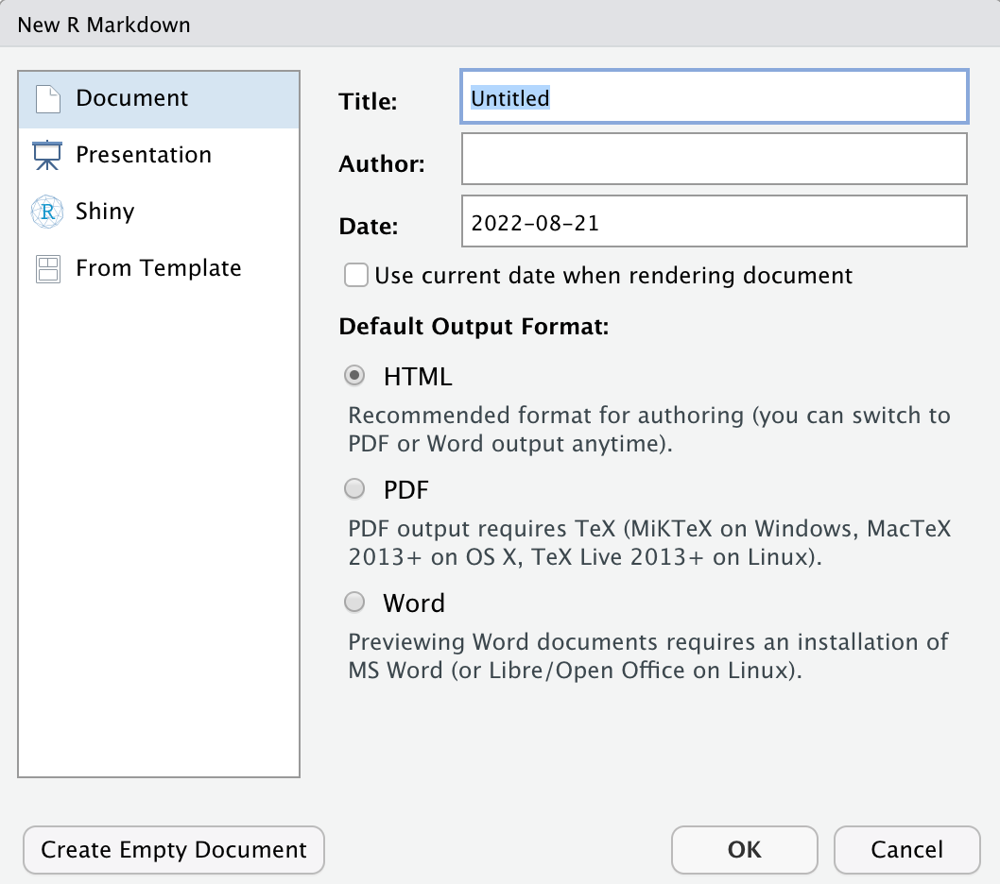 New R Markdown
Document
Presentation
R
Shiny
From Template
Title:
Untitled
Author:
Date:
2022-08-21
Use current date when rendering document
Default Output Format:
HTML
Recommended format for authoring (you can switch to
PDF or Word output anytime).
PDF
PDF output requires TeX (MiKTeX on Windows, MacTeX
2013+ on OS X, TeX Live 2013+ on Linux).
Word
Previewing Word documents requires an installation of
MS Word (or Libre/Open Office on Linux).
Create Empty Document
OK
Cancel